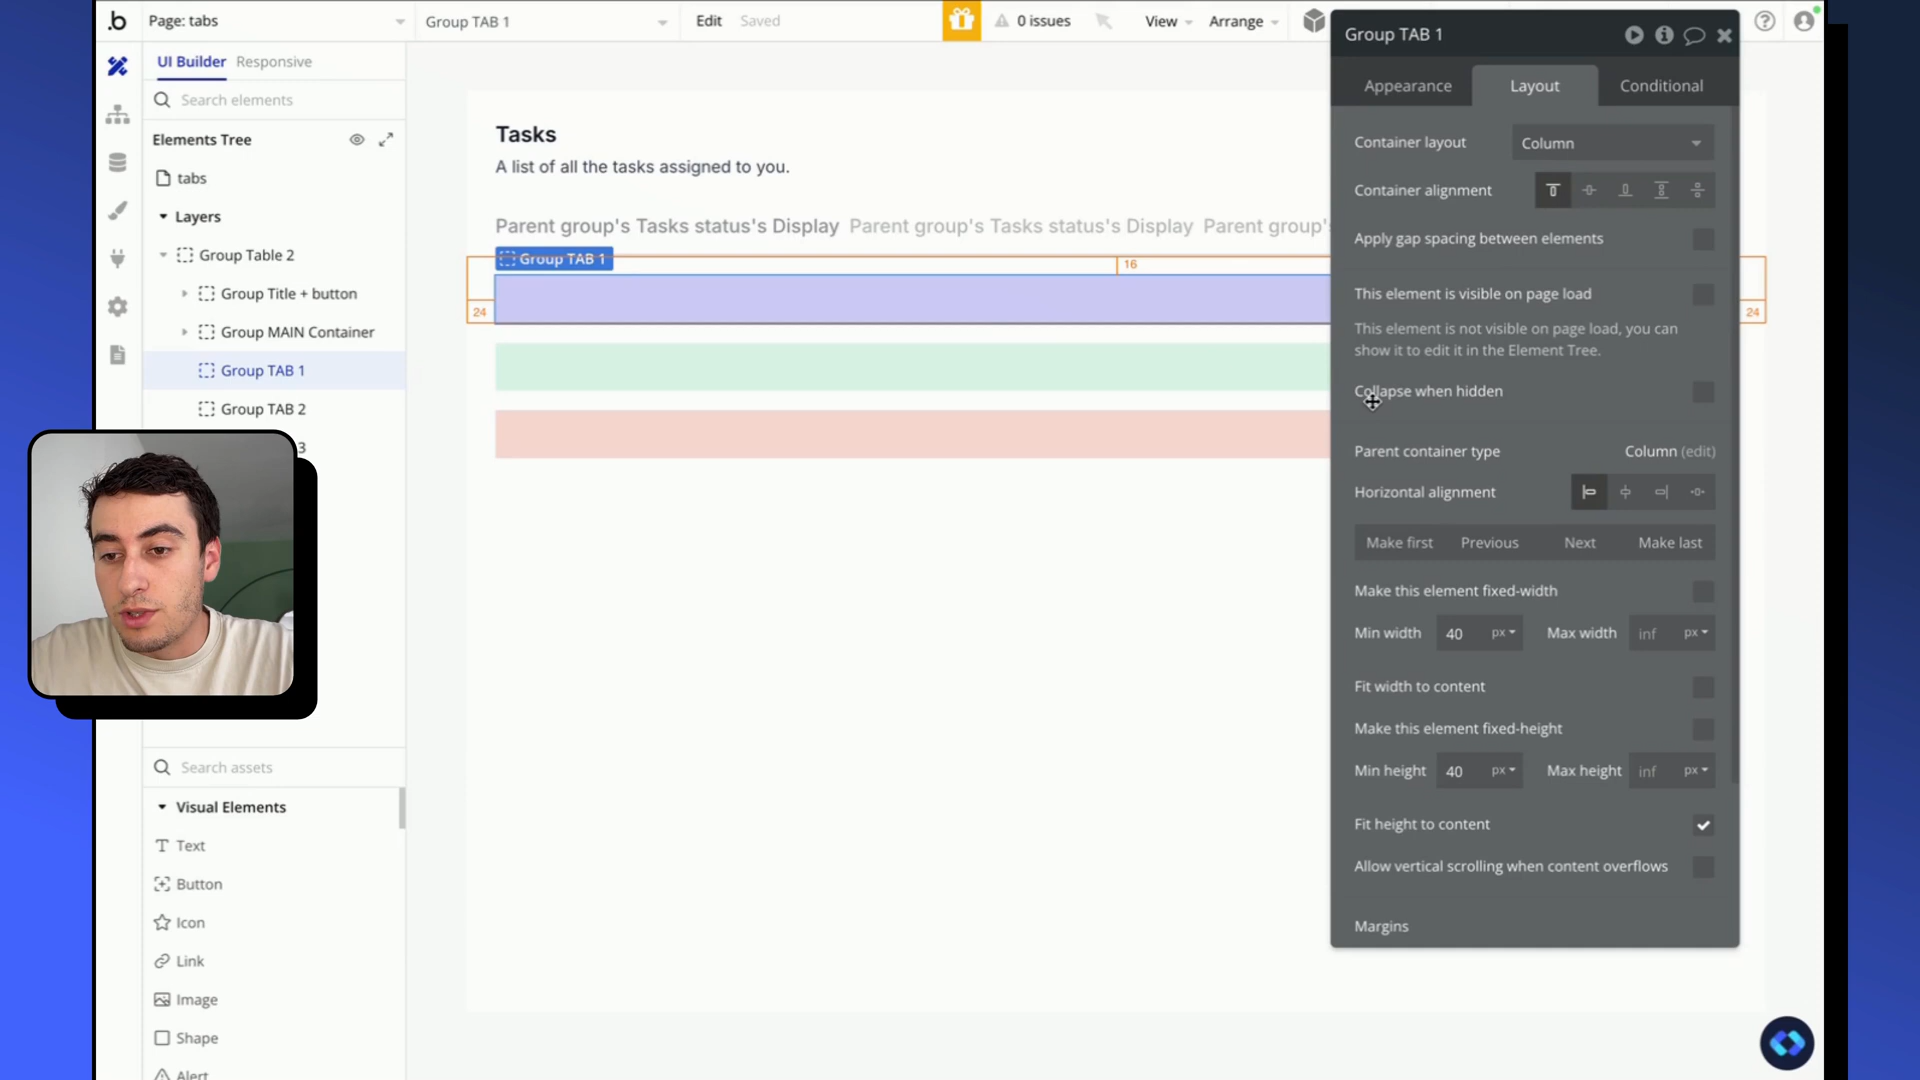 .b
Page: tabs
Group TAB 1
Edit
Saved
0 issues
View
Arrange
UI Builder
Responsive
Search elements
Elements Tree
tabs
Layers
Group Table 2
Group Title + button
Group MAIN Container
Group TAB 1
Group TAB 2
3
Search assets
Visual Elements
Text
Button
Icon
Link
Image
Shape
Alert
Tasks
A list of all the tasks assigned to you.
Parent group's Tasks status's Display
Parent group's Tasks status's Display
Parent group's
Group TAB 1
16
24
24
Group TAB 1
Appearance
Layout
Conditional
Container layout
Column
Container alignment
Apply gap spacing between elements
This element is visible on page load
This element is not visible on page load, you can
show it to edit it in the Element Tree.
Collapse when hidden
Parent container type
Column (edit)
Horizontal alignment
Make first
Previous
Next
Make last
Make this element fixed-width
Min width
40
px
Max width
inf
px
Fit width to content
Make this element fixed-height
Min height
40
px
Max height
inf
px
Fit height to content
Allow vertical scrolling when content overflows
Margins